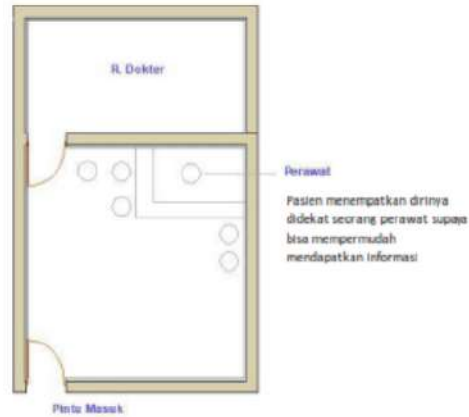 R. Dokter
Perawat
Pasien menempatkan dirinya
didekat seorang perawat supaya
bisa mempermudah
mendapatkan informasi
Pintu Masuk